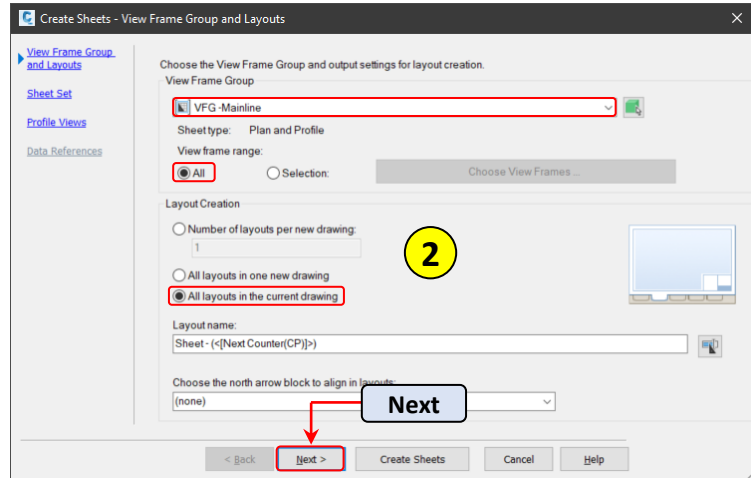 Create Sheets - View Frame Group and Layouts
View Frame Group
and Layouts
Sheet Set
Profile Views
Data References
Choose the View Frame Group and output settings for layout creation.
View Frame Group
VFG -Mainline
Sheet type: Plan and Profile
View frame range:
All Selection: Choose View Frames ...
Layout Creation
Number of layouts per new drawing:
1
All layouts in one new drawing
All layouts in the current drawing
2
Layout name:
Sheet - (<[Next Counter(CP)]>)
Choose the north arrow block to align in layouts:
(none)
Next
< Back Next > Create Sheets Cancel Help